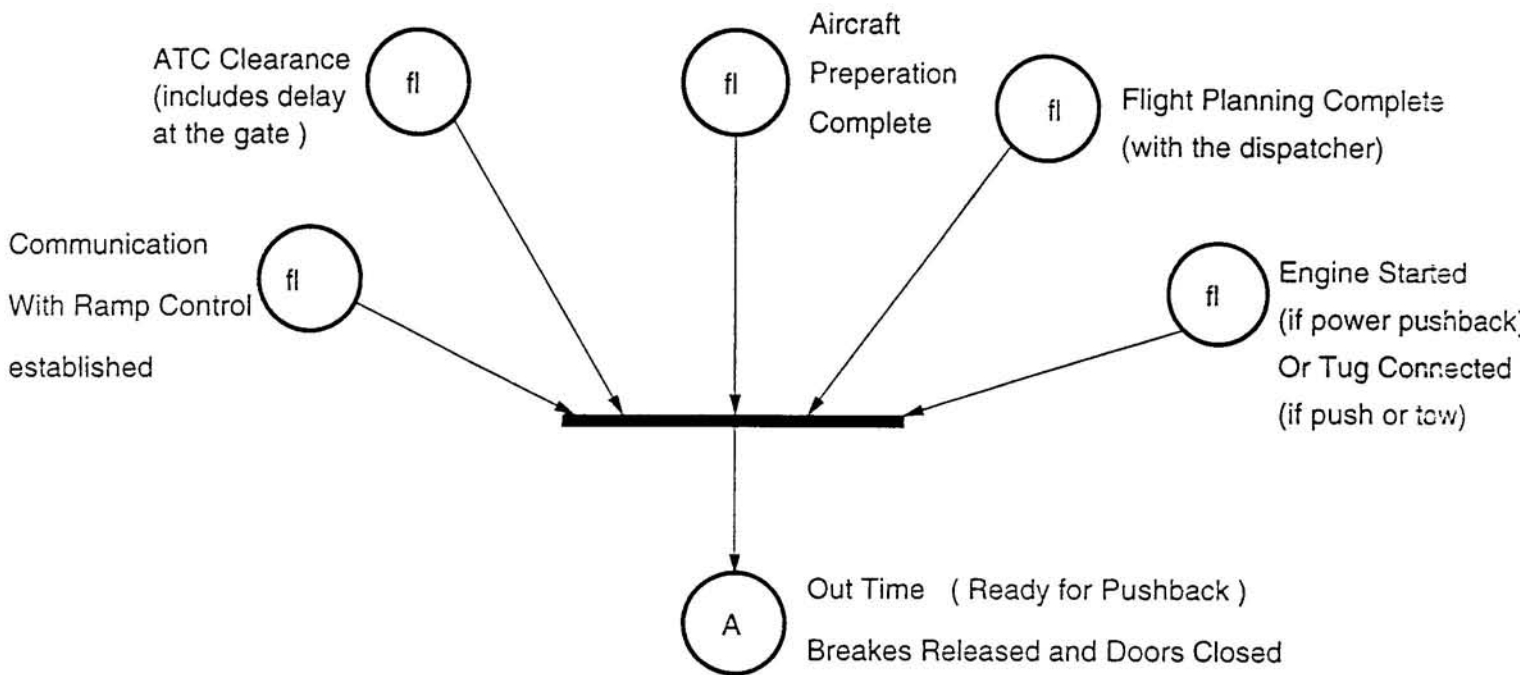 ATC Clearance
(includes delay
at the gate )
fl
fl
Aircraft
Preperation
Complete
fl
Flight Planning Complete
(with the dispatcher)
Communication
With Ramp Control
established
fl
fl
Engine Started
(if power pushback)
Or Tug Connected
(if push or tow)
A
Out Time ( Ready for Pushback )
Breakes Released and Doors Closed